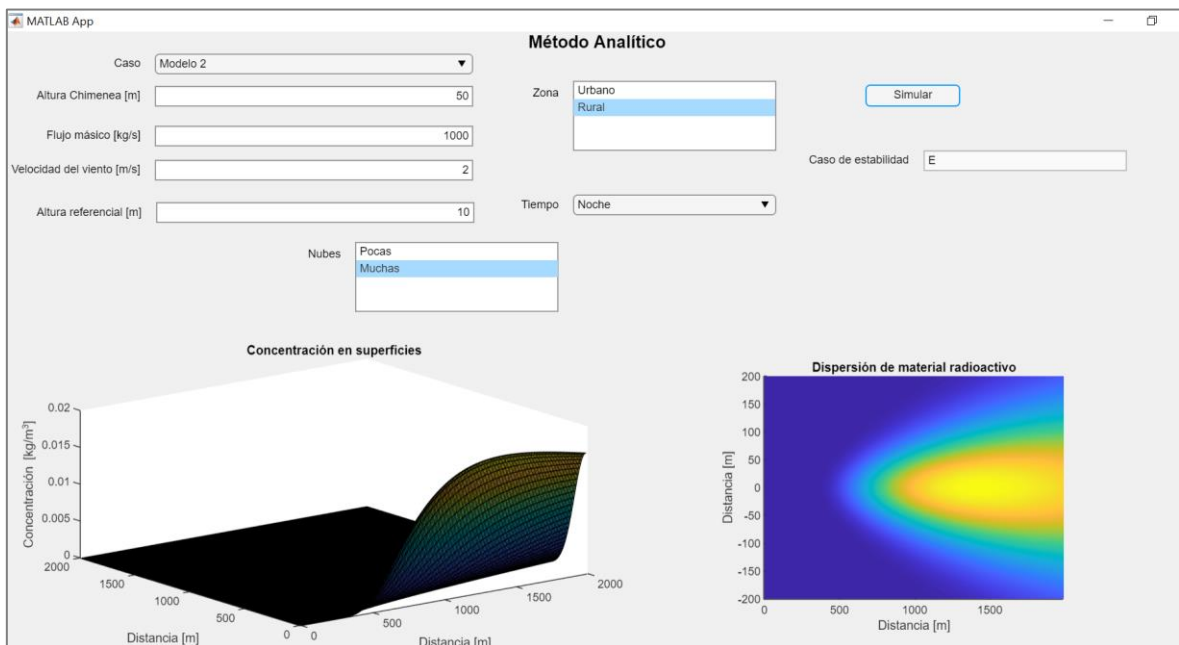 MATLAB App
Método Analítico
Caso Modelo 2
Altura Chimenea [m] 50
Flujo másico [kg/s] 1000
Velocidad del viento [m/s] 2
Altura referencial [m] 10
Zona Urbano
Rural
Simular
Caso de estabilidad E
Tiempo Noche
Nubes Pocas
Muchas
Concentración en superficies
Concentración [kg/m³]
0.02
0.015
0.01
0.005
0
2000
1500
1000
500
0
Distancia [m]
0
500
1000
1500
2000
Distancia [m]
Dispersión de material radioactivo
Distancia [m]
200
150
100
50
0
-50
-100
-150
-200
0 500 1000 1500
Distancia [m]